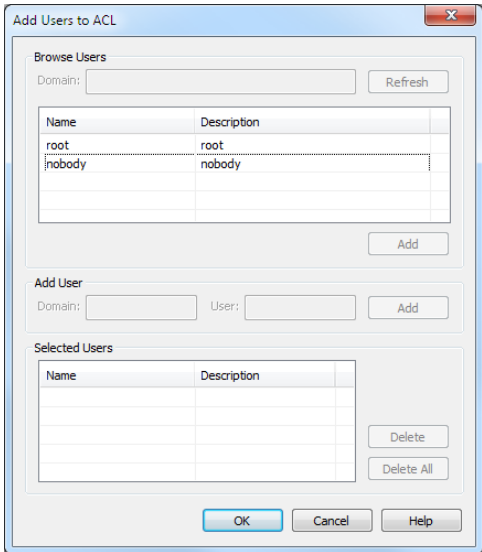 Add Users to ACL
x
Browse Users
Domain: Refresh
Name Description
root root
nobody nobody
Add
Add User
Domain: User: Add
Selected Users
Name Description
Delete
Delete All
OK Cancel Help